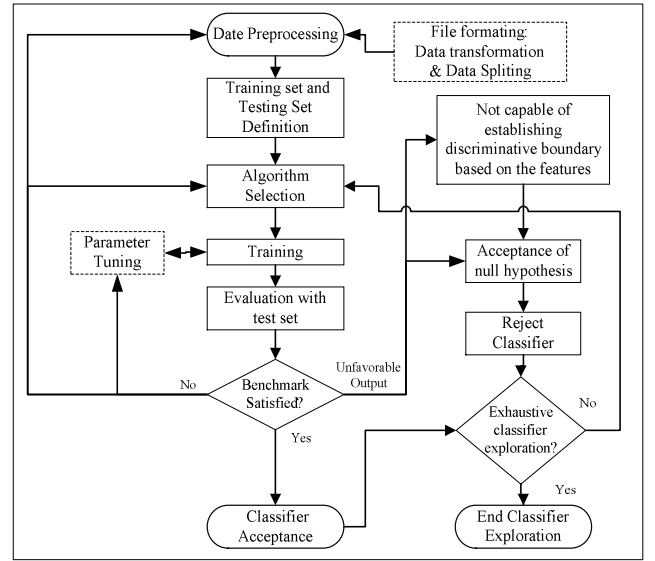 Date Preprocessing
File formating:
Data transformation
& Data Spliting
Training set and
Testing Set
Definition
Not capable of
establishing
discriminative boundary
based on the features
Algorithm
Selection
Parameter
Tuning
Training
Acceptance of
null hypothesis
Evaluation with
test set
Reject
Classifier
Benchmark
Satisfied?
No
Unfavorable
Output
Yes
Exhaustive
classifier
exploration?
No
Yes
Classifier
Acceptance
End Classifier
Exploration